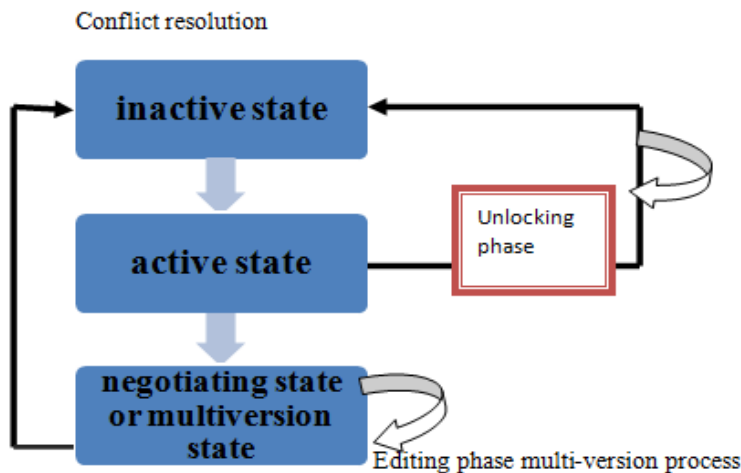 Conflict resolution
inactive state
active state
Unlocking
phase
negotiating state
or multiversion
state
Editing phase multi-version process